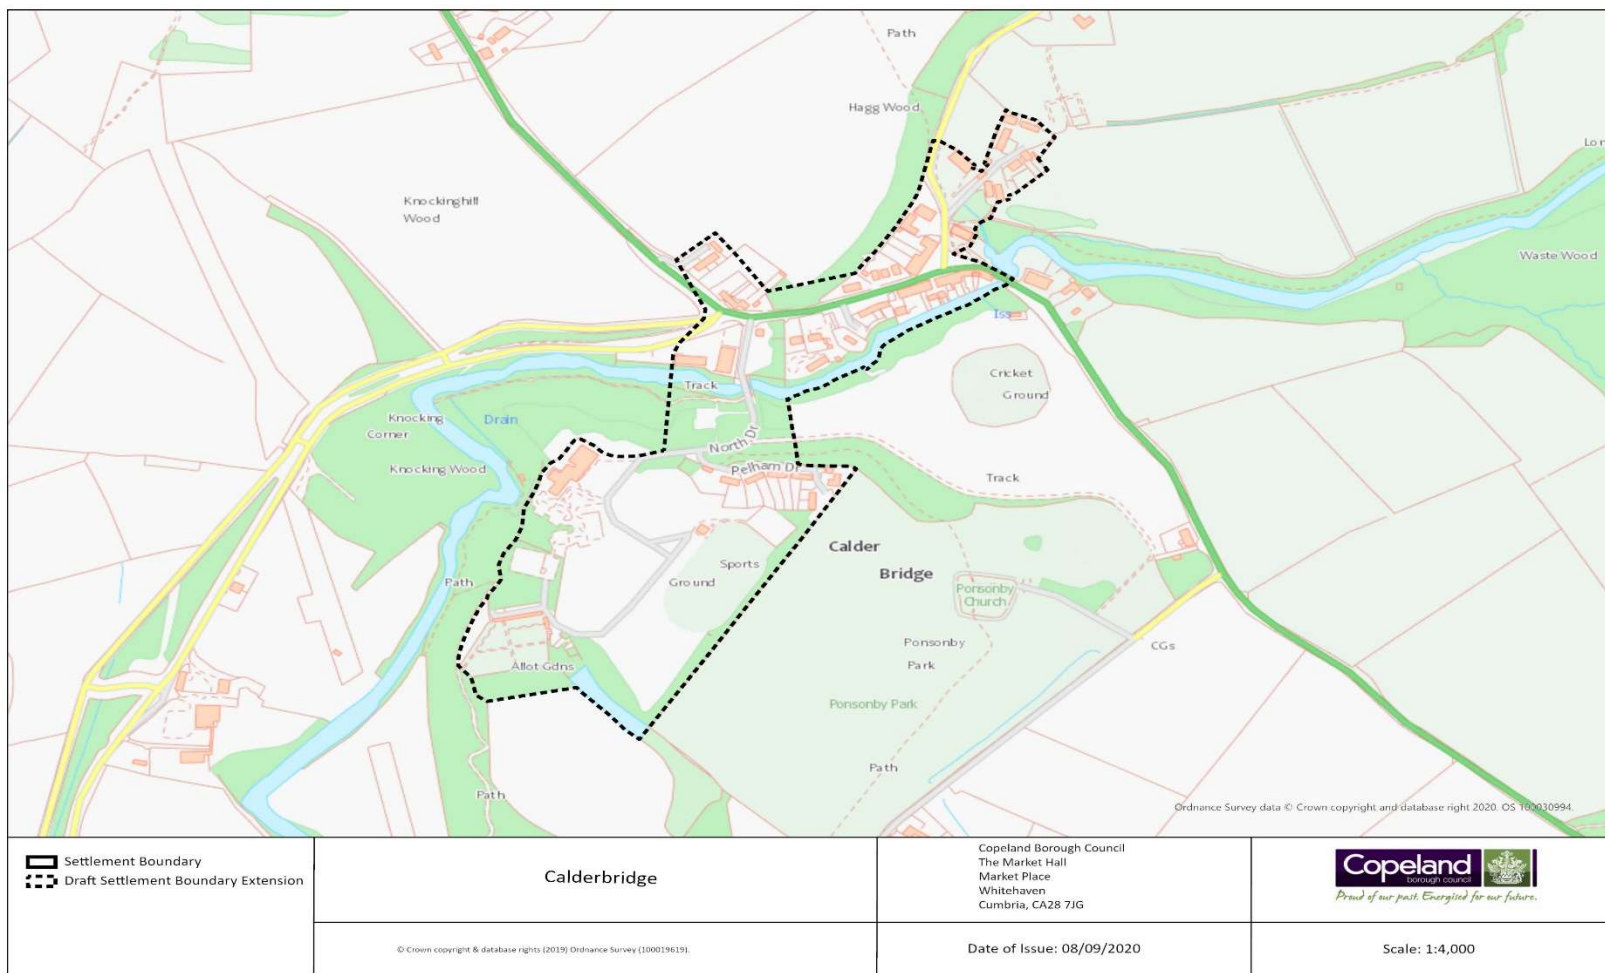 Path
Hagg Wood
Lon
Knockinghill
Wood
Waste Wood
Iss
Cricket
Ground
Track
Knocking
Corner
Drain
North Dr
Knocking Wood
Pelham Dr
Track
Calder
Bridge
Sports
Ground
Path
Ponsonby
Church
Ponsonby
Park
CGs
Allot Gdns
Ponsonby Park
Path
Path
Ordnance Survey data © Crown copyright and database right 2020. OS 100030994.
Settlement Boundary
Draft Settlement Boundary Extension
Calderbridge
© Crown copyright & database rights (2019) Ordnance Survey (100019619).
Copeland Borough Council
The Market Hall
Market Place
Whitehaven
Cumbria, CA28 7JG
Date of Issue: 08/09/2020
Copeland
borough council
Proud of our past. Energised for our future.
Scale: 1:4,000